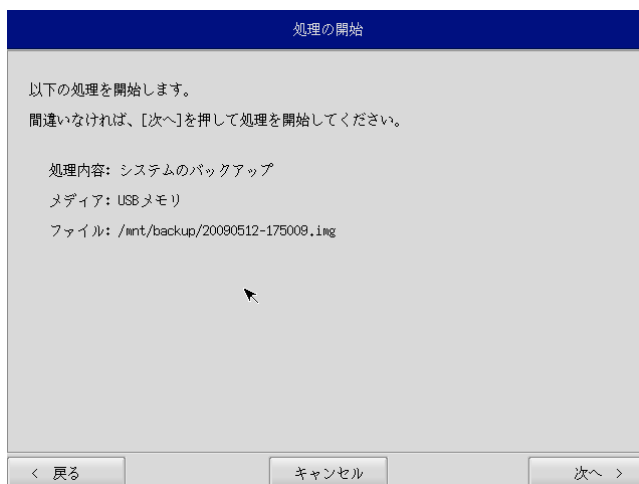 処理の開始
以下の処理を開始します。
間違いなければ、[次へ]を押して処理を開始してください。
処理内容: システムのバックアップ
メディア: USBメモリ
ファイル: /mnt/backup/20090512-175009.img
< 戻る
キャンセル
次へ >